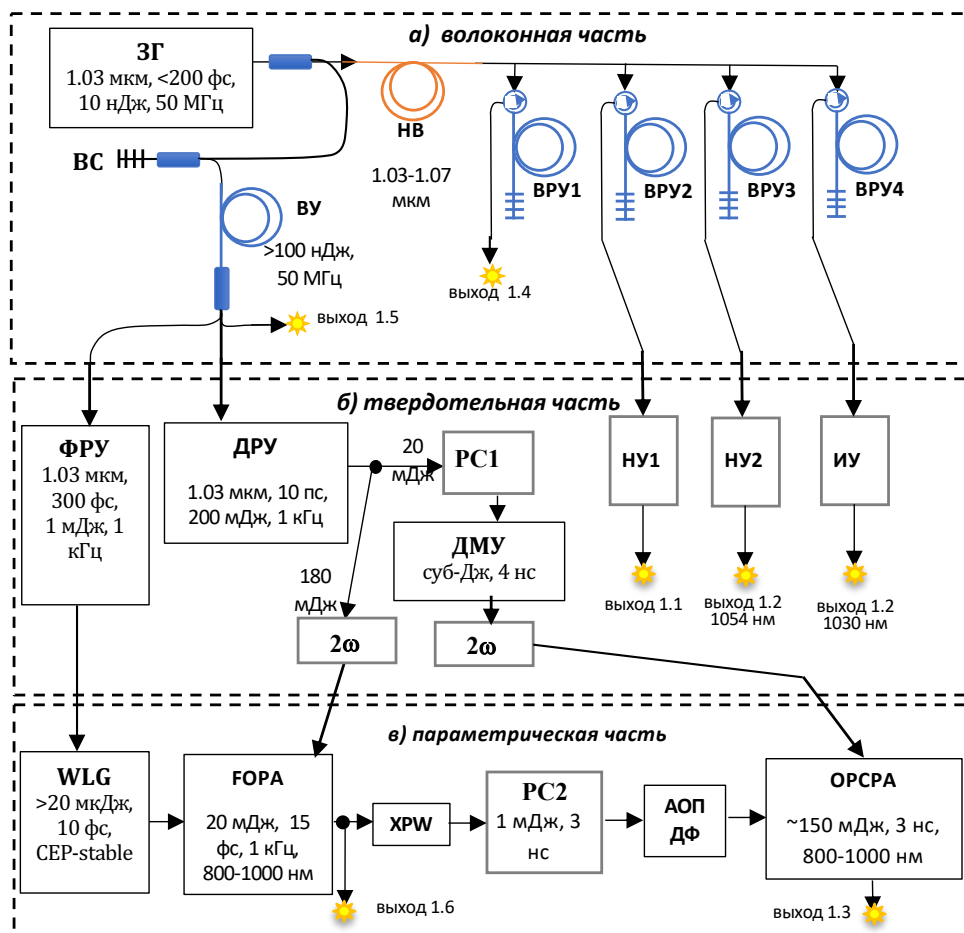 а) волоконная часть
ЗГ
1.03 мкм, <200 фс,
10 нДж, 50 МГц
НВ
1.03-1.07
мкм
ВС
ВУ
>100 нДж,
50 МГц
ВРУ1
ВРУ2
ВРУ3
ВРУ4
выход 1.4
выход 1.5
б) твердотельная часть
ФРУ
1.03 мкм,
300 фс,
1 мДж, 1
кГц
ДРУ
1.03 мкм, 10 пс,
200 мДж, 1 кГц
20
мДж
РС1
ДМУ
суб-Дж, 4 нс
180
мДж
2ω
2ω
НУ1
НУ2
ИУ
выход 1.1
выход 1.2
1054 нм
выход 1.2
1030 нм
в) параметрическая часть
WLG
>20 мкДж,
10 фс,
CEP-stable
FOPA
20 мДж, 15
фс, 1 кГц,
800-1000 нм
XPW
РС2
1 мДж, 3
нс
АОП
ДФ
OPCPA
~150 мДж, 3 нс,
800-1000 нм
выход 1.6
выход 1.3